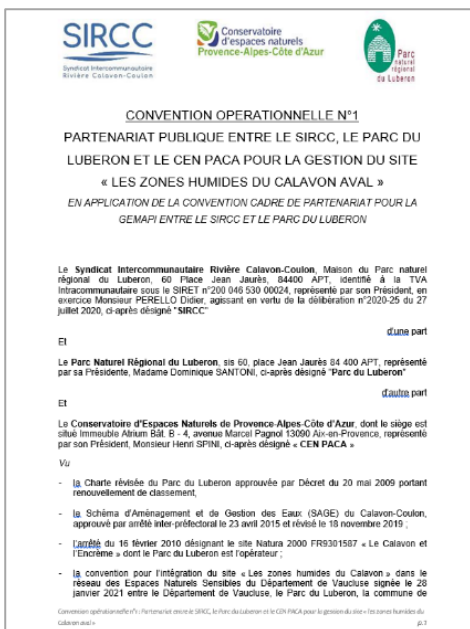 SIRCC
Syndicat Intercommunautaire
Rivière Calavon-Coulon
Conservatoire
d'espaces naturels
Provence-Alpes-Côte d'Azur
Parc
naturel
régional
du Luberon
CONVENTION OPERATIONNELLE N°1
PARTENARIAT PUBLIQUE ENTRE LE SIRCC, LE PARC DU
LUBERON ET LE CEN PACA POUR LA GESTION DU SITE
« LES ZONES HUMIDES DU CALAVON AVAL »
EN APPLICATION DE LA CONVENTION CADRE DE PARTENARIAT POUR LA
GEMAPI ENTRE LE SIRCC ET LE PARC DU LUBERON
Le Syndicat Intercommunautaire Rivière Calavon-Coulon, Maison du Parc naturel
régional du Luberon, 60 Place Jean Jaurès, 84400 APT, identifié à la TVA
Intracommunautaire sous le SIRET n°200 046 530 00024, représenté par son Président, en
exercice Monsieur PERELLO Didier, agissant en vertu de la délibération n°2020-25 du 27
juillet 2020, ci-après désigné "SIRCC"
d'une part
Et
Le Parc Naturel Régional du Luberon, sis 60, place Jean Jaurès 84 400 APT, représenté
par sa Présidente, Madame Dominique SANTONI, ci-après désigné "Parc du Luberon"
d'autre part
Et
Le Conservatoire d'Espaces Naturels de Provence-Alpes-Côte d'Azur, dont le siège est
situé Immeuble Atrium Bât. B - 4, avenue Marcel Pagnol 13090 Aix-en-Provence, représenté
par son Président, Monsieur Henri SPINI, ci-après désigné « CEN PACA »
Vu
- la Charte révisée du Parc du Luberon approuvée par Décret du 20 mai 2009 portant
renouvellement de classement,
- le Schéma d'Aménagement et de Gestion des Eaux (SAGE) du Calavon-Coulon,
approuvé par arrêté inter-préfectoral le 23 avril 2015 et révisé le 18 novembre 2019 ;
- l'arrêté du 16 février 2010 désignant le site Natura 2000 FR9301587 « Le Calavon et
l'Encrème » dont le Parc du Luberon est l'opérateur ;
- la convention pour l'intégration du site « Les zones humides du Calavon » dans le
réseau des Espaces Naturels Sensibles du Département de Vaucluse signée le 28
janvier 2021 entre le Département de Vaucluse, le Parc du Luberon, la commune de
Convention opérationnelle n°1 : Partenariat entre le SIRCC, le Parc du Luberon et le CEN PACA pour la gestion du site « les zones humides du
Calavon aval »
p.1